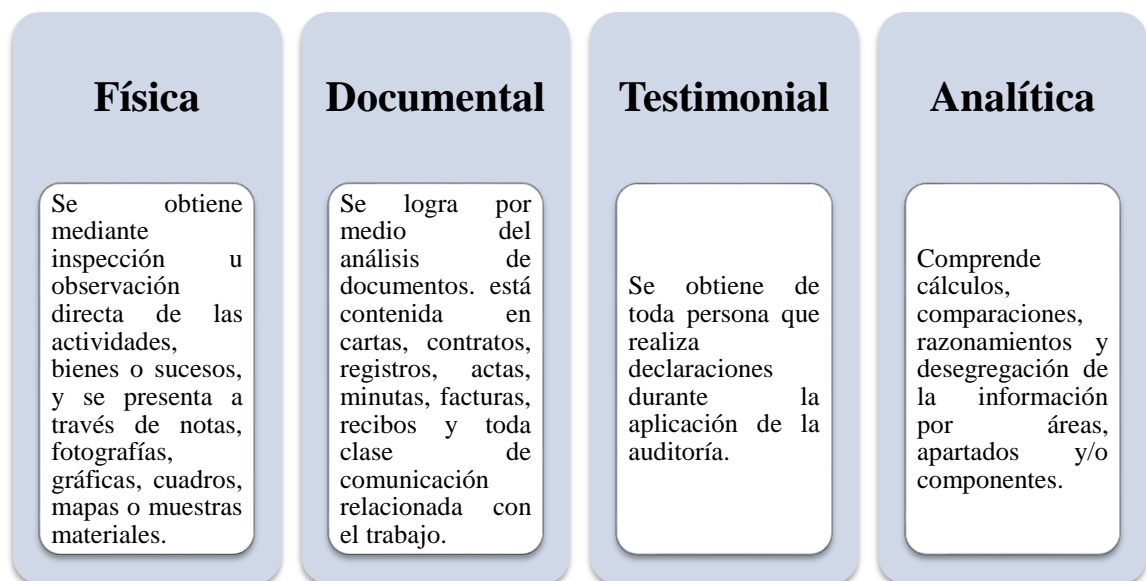 Física
Se obtiene
mediante
inspección u
observación
directa de las
actividades,
bienes o sucesos,
y se presenta a
través de notas,
fotografías,
gráficas, cuadros,
mapas o muestras
materiales.
Documental
Se logra por
medio del
análisis de
documentos. está
contenida en
cartas, contratos,
registros, actas,
minutas, facturas,
recibos y toda
clase de
comunicación
relacionada con
el trabajo.
Testimonial
Se obtiene de
toda persona que
realiza
declaraciones
durante la
aplicación de la
auditoría.
Analítica
Comprende
cálculos,
comparaciones,
razonamientos y
desegregación de
la información
por áreas,
apartados y/o
componentes.